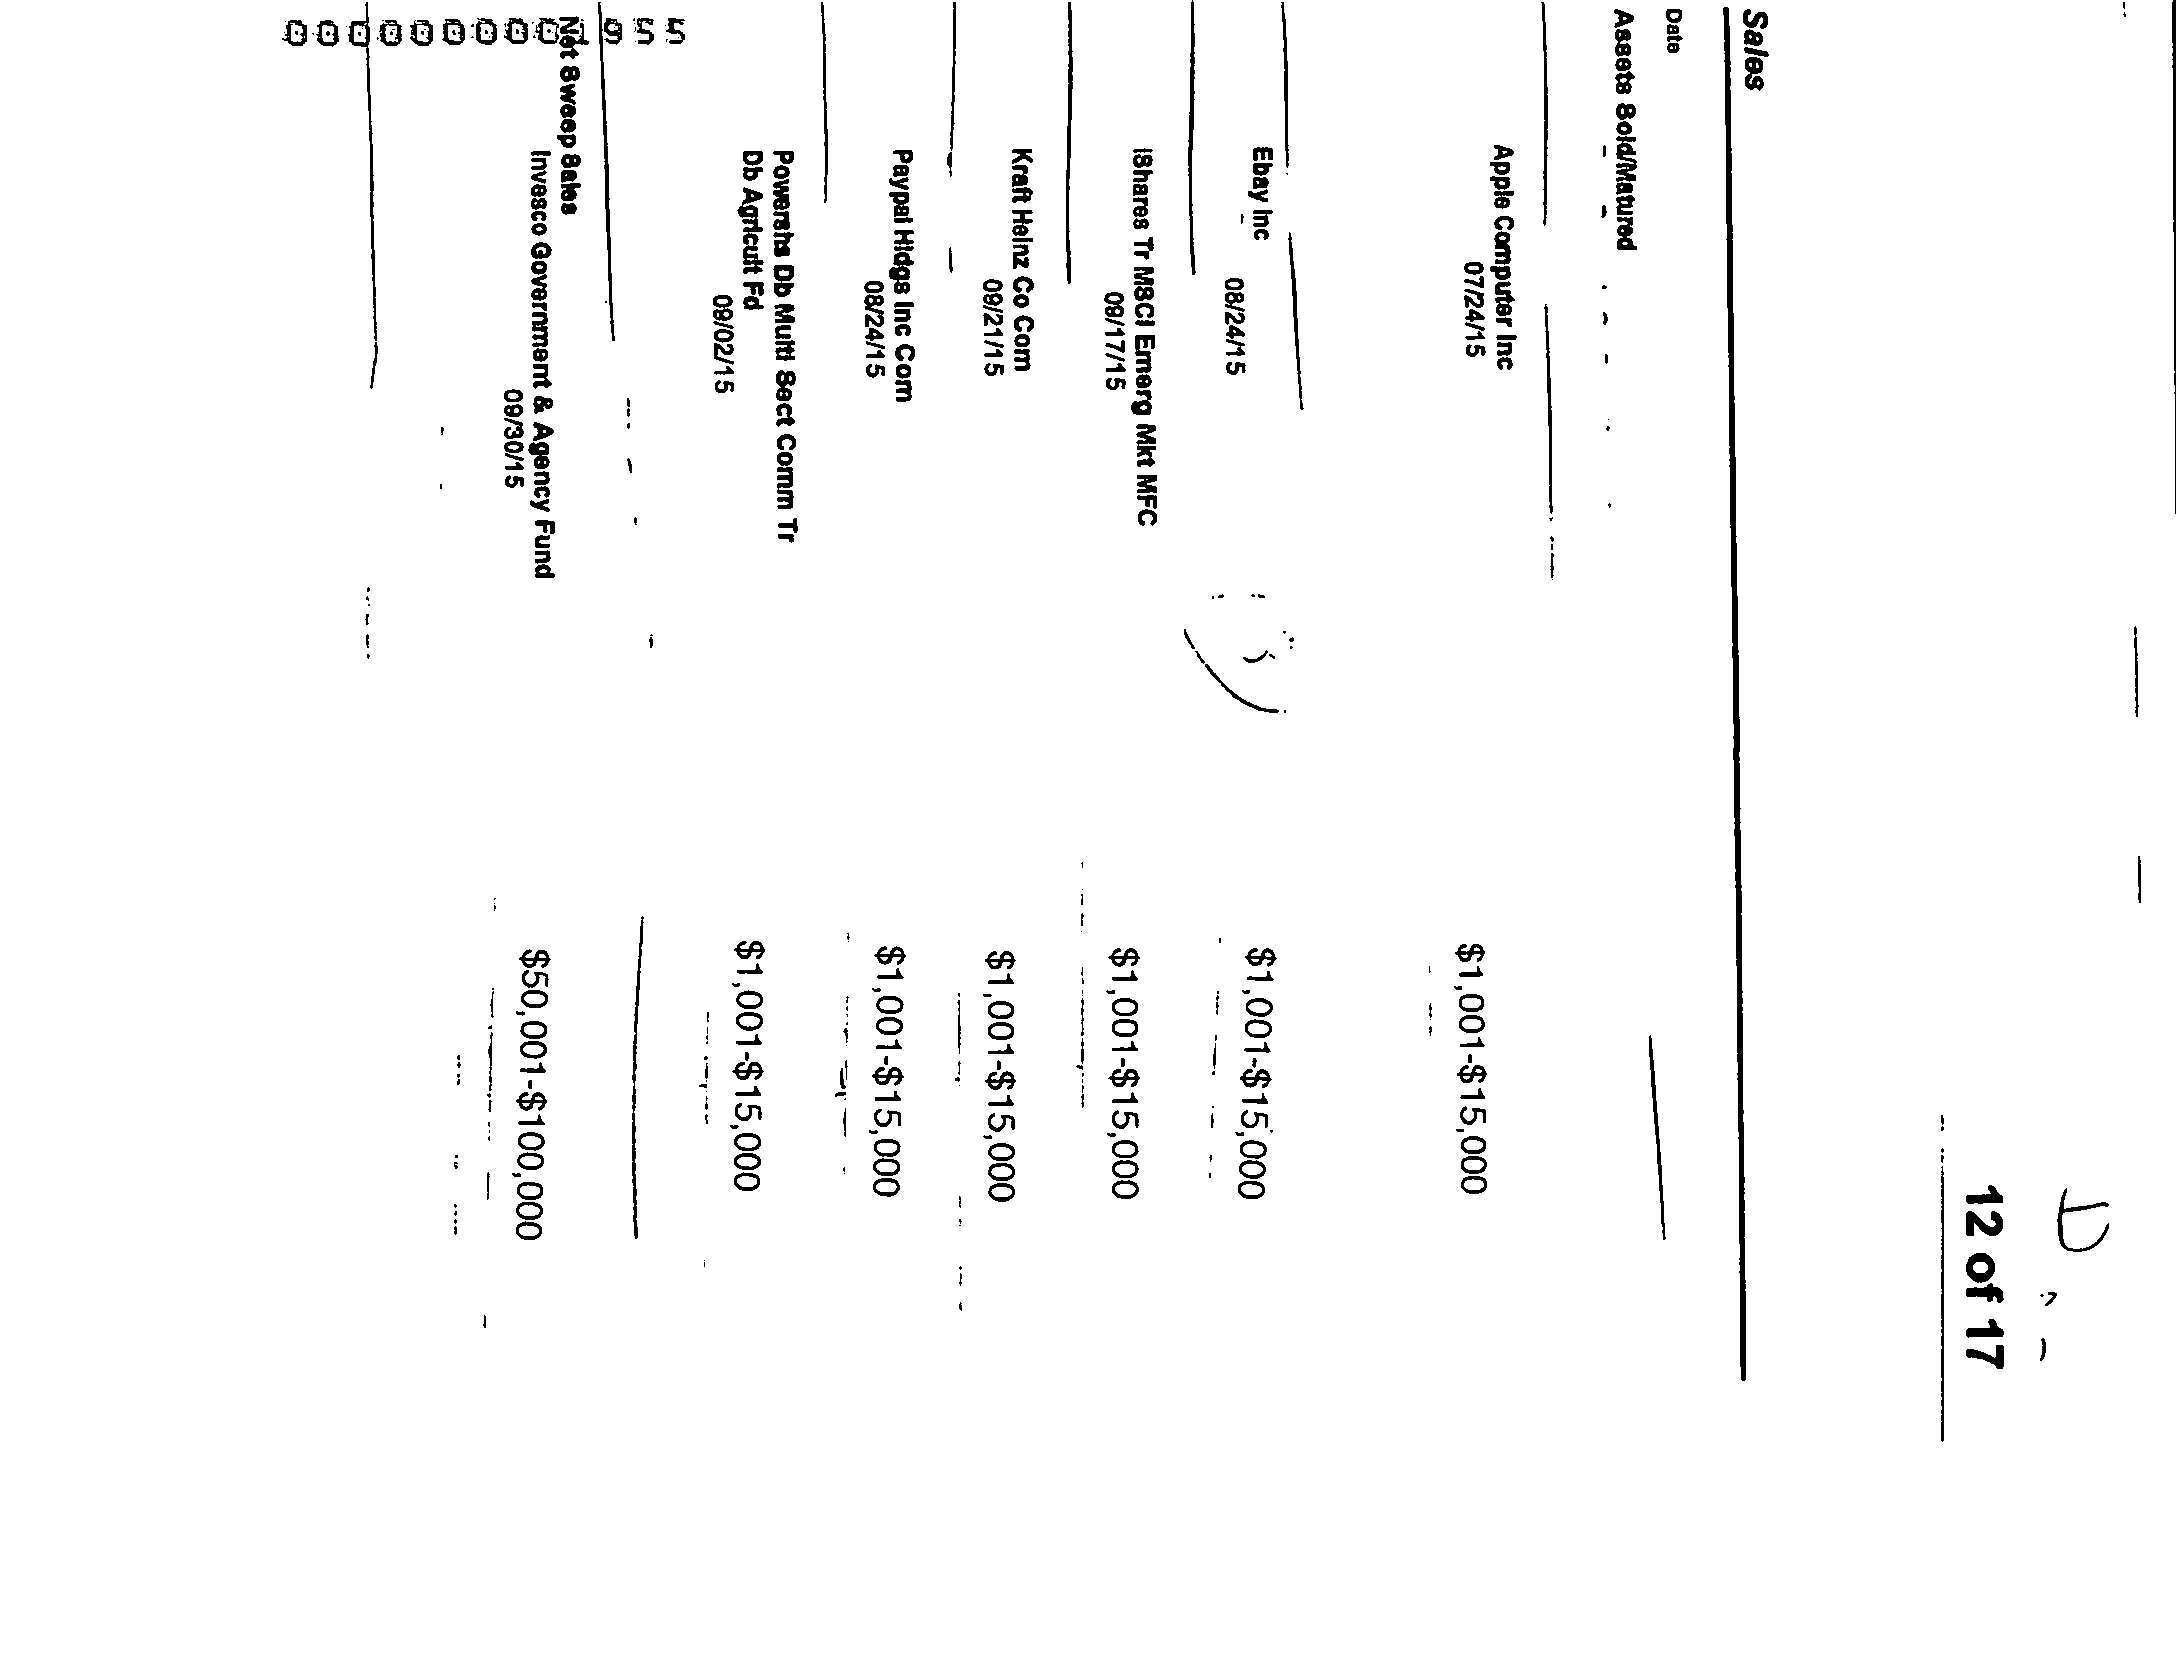 D
12 of 17
Sales
Date
Assets Sold/Matured
Apple Computer Inc
07/24/15 $1,001-$15,000
Ebay Inc
08/24/15 $1,001-$15,000
IShares Tr MSCI Emerg Mkt MFC
09/17/15 $1,001-$15,000
Kraft Heinz Co Com
09/21/15 $1,001-$15,000
Paypal Hldgs Inc Com
08/24/15 $1,001-$15,000
Powershs Db Multi Sect Comm Tr
Db Agricult Fd $1,001-$15,000
09/02/15
Net Sweep Sales
Invesco Government & Agency Fund $50,001-$100,000
09/30/15